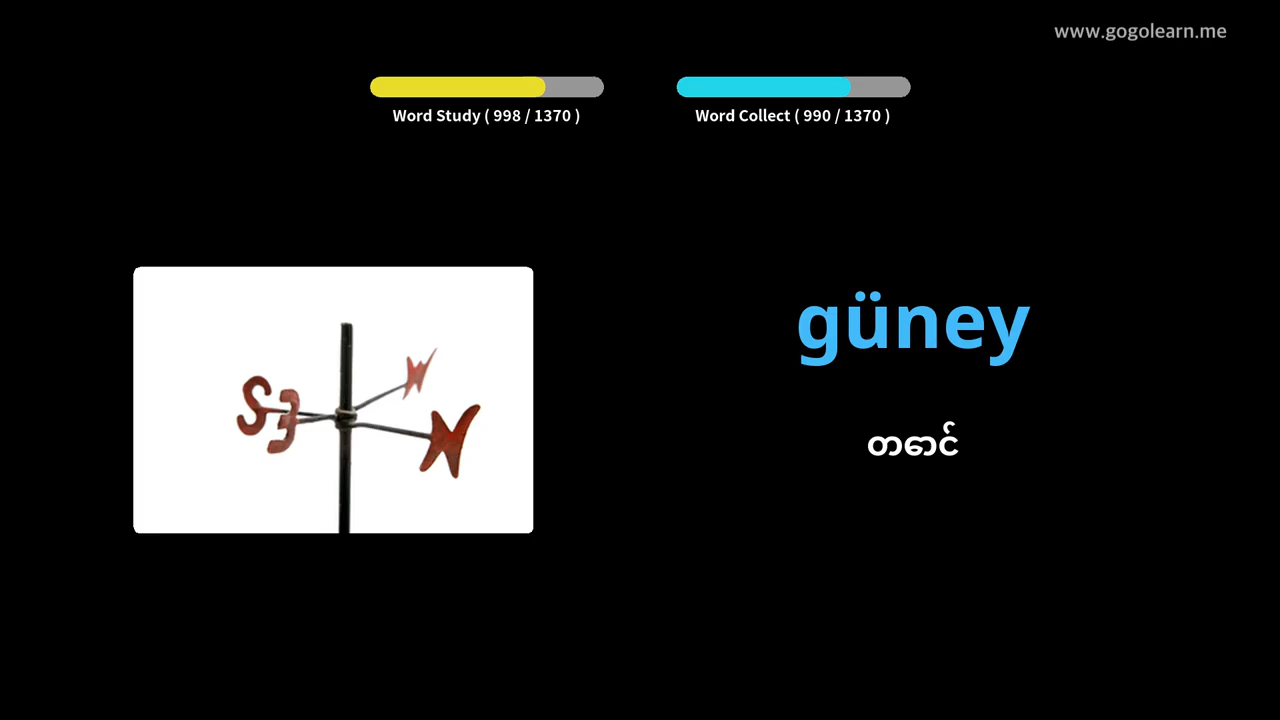 www.gogolearn.me
Word Study ( 998 / 1370 )
Word Collect ( 990 / 1370 )
güney
တောင်
S E N